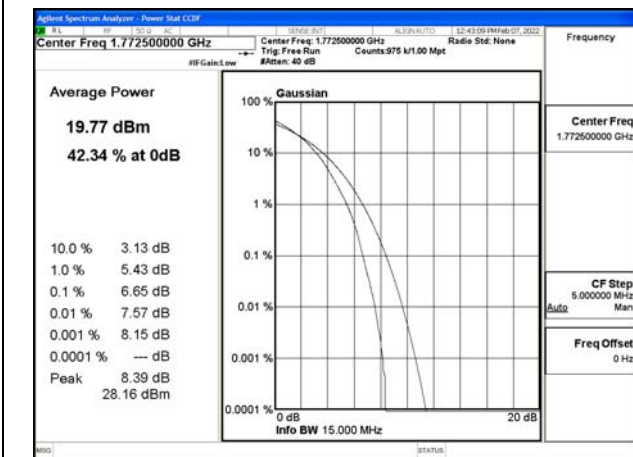 Agilent Spectrum Analyzer - Power Stat CCDF
RL RF 50 Ω AC SENSE:INT ALIGN AUTO 12:43:09 PM Feb 07, 2022
Center Freq 1.772500000 GHz
Center Freq: 1.772500000 GHz Radio Std: None
Trig: Free Run Counts:975 k/1.00 Mpt
#IFGain:Low #Atten: 40 dB
Frequency
Average Power
19.77 dBm
42.34 % at 0dB
10.0 % 3.13 dB
1.0 % 5.43 dB
0.1 % 6.65 dB
0.01 % 7.57 dB
0.001 % 8.15 dB
0.0001 % --- dB
Peak 8.39 dB
28.16 dBm
Gaussian
100 %
10 %
1 %
0.1 %
0.01 %
0.001 %
0.0001 %
0 dB 20 dB
Info BW 15.000 MHz
Center Freq
1.772500000 GHz
CF Step
5.000000 MHz
Auto Man
Freq Offset
0 Hz
MSG STATUS